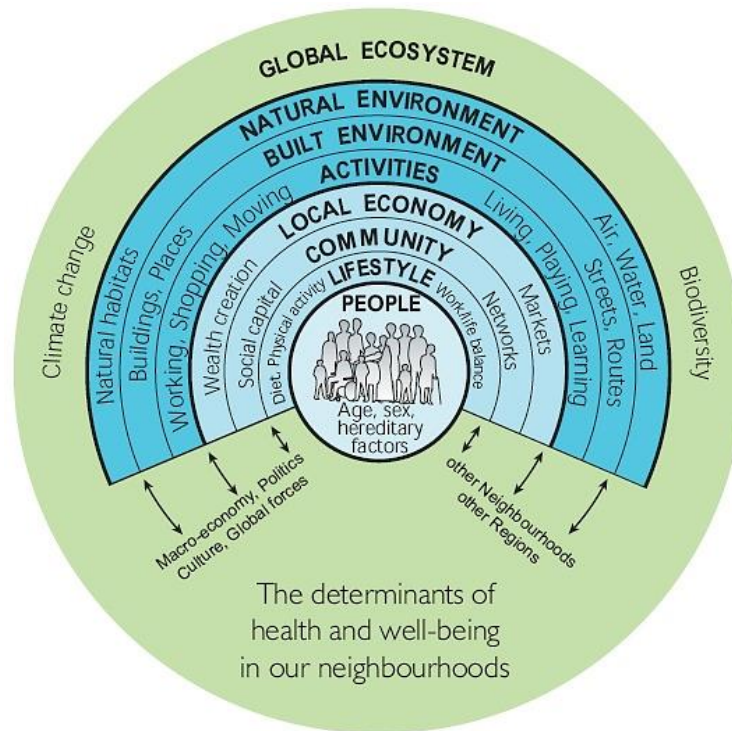 GLOBAL ECOSYSTEM
NATURAL ENVIRONMENT
BUILT ENVIRONMENT
ACTIVITIES
LOCAL ECONOMY
COMMUNITY
LIFESTYLE
PEOPLE
Age, sex,
hereditary
factors
Climate change
Natural habitats
Buildings, Places
Working, Shopping, Moving
Wealth creation
Social capital
Diet. Physical activity
Work/life balance
Networks
Markets
Living, Playing, Learning
Streets, Routes
Air, Water, Land
Biodiversity
Macro-economy, Politics
Culture, Global forces
other Neighbourhoods
other Regions
The determinants of
health and well-being
in our neighbourhoods